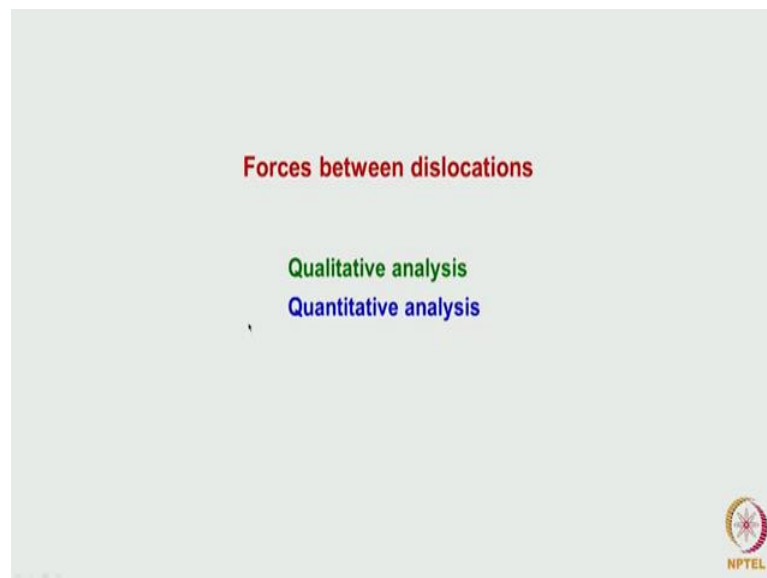 Forces between dislocations
Qualitative analysis
Quantitative analysis
NPTEL